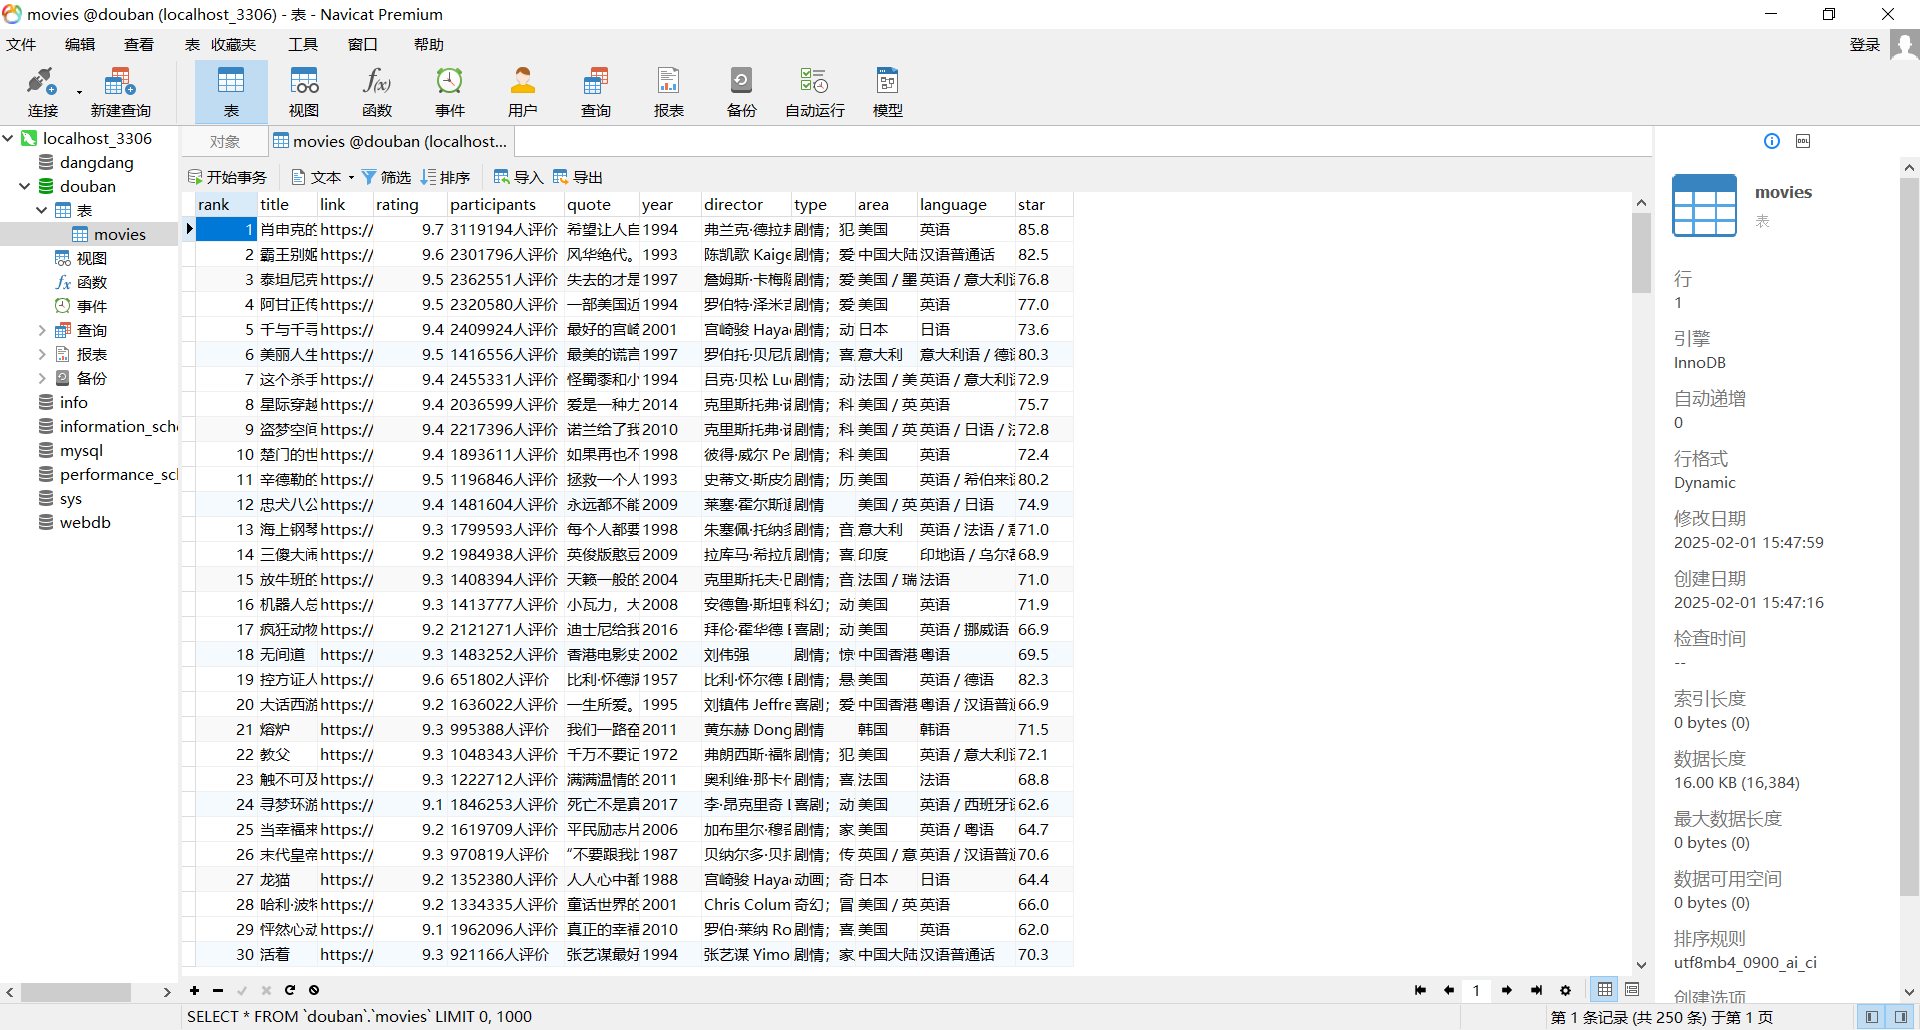 movies @douban (localhost_3306) - 表 - Navicat Premium
文件 编辑 查看 表 收藏夹 工具 窗口 帮助 登录
连接 新建查询 表 视图 函数 事件 用户 查询 报表 备份 自动运行 模型
localhost_3306
dangdang
douban
表
movies
视图
函数
事件
查询
报表
备份
info
information_sche
mysql
performance_scl
sys
webdb
对象 movies @douban (localhost...
开始事务 文本 筛选 排序 导入 导出
rank title link rating participants quote year director type area language star
1 肖申克的 https:// 9.7 3119194人评价 希望让人自 1994 弗兰克·德拉 剧情; 犯 美国 英语 85.8
2 霸王别姬 https:// 9.6 2301796人评价 风华绝代。 1993 陈凯歌 Kaige 剧情; 爱 中国大陆 汉语普通话 82.5
3 泰坦尼克 https:// 9.5 2362551人评价 失去的才是 1997 詹姆斯·卡梅隆 剧情; 爱 美国 / 墨 英语 / 意大利语 76.8
4 阿甘正传 https:// 9.5 2320580人评价 一部美国近 1994 罗伯特·泽米吉 剧情; 爱 美国 英语 77.0
5 千与千寻 https:// 9.4 2409924人评价 最好的宫崎 2001 宫崎骏 Hayao 剧情; 动 日本 日语 73.6
6 美丽人生 https:// 9.5 1416556人评价 最美的谎言 1997 罗伯托·贝尼尼 剧情; 喜 意大利 意大利语 / 德语 80.3
7 这个杀手 https:// 9.4 2455331人评价 怪蜀黍和小 1994 吕克·贝松 Luc 剧情; 动 法国 / 美 英语 / 意大利语 72.9
8 星际穿越 https:// 9.4 2036599人评价 爱是一种力 2014 克里斯托弗·诺 剧情; 科 美国 / 英 英语 75.7
9 盗梦空间 https:// 9.4 2217396人评价 诺兰给了我 2010 克里斯托弗·诺 剧情; 科 美国 / 英 英语 / 日语 / 法 72.8
10 楚门的世 https:// 9.4 1893611人评价 如果再也不 1998 彼得·威尔 Pe 剧情; 科 美国 英语 72.4
11 辛德勒的 https:// 9.5 1196846人评价 拯救一个人 1993 史蒂文·斯皮尔 剧情; 历 美国 英语 / 希伯来语 80.2
12 忠犬八公 https:// 9.4 1481604人评价 永远都不能 2009 莱塞·霍尔斯道 剧情 美国 / 英 英语 / 日语 74.9
13 海上钢琴 https:// 9.3 1799593人评价 每个人都要 1998 朱塞佩·托纳多 剧情; 音 意大利 英语 / 法语 / 意 71.0
14 三傻大闹 https:// 9.2 1984938人评价 英俊版憨豆 2009 拉库马·希拉尼 剧情; 喜 印度 印地语 / 乌尔都 68.9
15 放牛班的 https:// 9.3 1408394人评价 天籁一般的 2004 克里斯托夫·巴 剧情; 音 法国 / 瑞 法语 71.0
16 机器人总 https:// 9.3 1413777人评价 小瓦力，大 2008 安德鲁·斯坦顿 科幻; 动 美国 英语 71.9
17 疯狂动物 https:// 9.2 2121271人评价 迪士尼给我 2016 拜伦·霍华德 B 喜剧; 动 美国 英语 / 挪威语 66.9
18 无间道 https:// 9.3 1483252人评价 香港电影史 2002 刘伟强 剧情; 惊 中国香港 粤语 69.5
19 控方证人 https:// 9.6 651802人评价 比利·怀德满 1957 比利·怀尔德 B 剧情; 悬 美国 英语 / 德语 82.3
20 大话西游 https:// 9.2 1636022人评价 一生所爱。 1995 刘镇伟 Jeffre 喜剧; 爱 中国香港 粤语 / 汉语普通 66.9
21 熔炉 https:// 9.3 995388人评价 我们一路奋 2011 黄东赫 Dong 剧情 韩国 韩语 71.5
22 教父 https:// 9.3 1048343人评价 千万不要记 1972 弗朗西斯·福特 剧情; 犯 美国 英语 / 意大利语 72.1
23 触不可及 https:// 9.3 1222712人评价 满满温情的 2011 奥利维·那卡什 剧情; 喜 法国 法语 68.8
24 寻梦环游 https:// 9.1 1846253人评价 死亡不是真 2017 李·昂克里奇 L 喜剧; 动 美国 英语 / 西班牙语 62.6
25 当幸福来 https:// 9.2 1619709人评价 平民励志片 2006 加布里尔·穆奇 剧情; 家 美国 英语 / 粤语 64.7
26 末代皇帝 https:// 9.3 970819人评价 “不要跟我比 1987 贝纳尔多·贝托 剧情; 传 英国 / 意 英语 / 汉语普通 70.6
27 龙猫 https:// 9.2 1352380人评价 人人心中都 1988 宫崎骏 Hayao 动画; 奇 日本 日语 64.4
28 哈利·波特 https:// 9.2 1334335人评价 童话世界的 2001 Chris Colum 奇幻; 冒 美国 / 英 英语 66.0
29 怦然心动 https:// 9.1 1962096人评价 真正的幸福 2010 罗伯·莱纳 Ro 剧情; 喜 美国 英语 62.0
30 活着 https:// 9.3 921166人评价 张艺谋最好 1994 张艺谋 Yimo 剧情; 家 中国大陆 汉语普通话 70.3
1
SELECT * FROM `douban`.`movies` LIMIT 0, 1000
第 1 条记录 (共 250 条) 于第 1 页
DDL
movies
表
行
1
引擎
InnoDB
自动递增
0
行格式
Dynamic
修改日期
2025-02-01 15:47:59
创建日期
2025-02-01 15:47:16
检查时间
--
索引长度
0 bytes (0)
数据长度
16.00 KB (16,384)
最大数据长度
0 bytes (0)
数据可用空间
0 bytes (0)
排序规则
utf8mb4_0900_ai_ci
创建选项